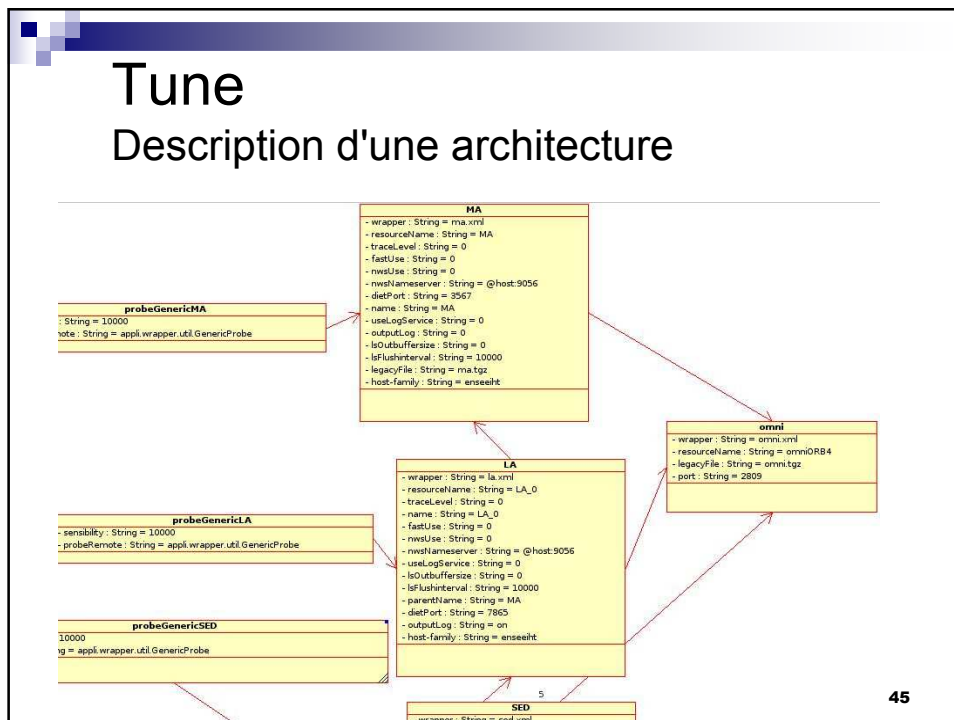 Tune
Description d'une architecture
MA
- wrapper : String = ma.xml
- resourceName : String = MA
- traceLevel : String = 0
- fastUse : String = 0
- nwsUse : String = 0
- nwsNameserver : String = @host:9056
- dietPort : String = 3567
- name : String = MA
- useLogService : String = 0
- outputLog : String = 0
- lsOutbuffersize : String = 0
- lsFlushinterval : String = 10000
- legacyFile : String = ma.tgz
- host-family : String = enseeiht
probeGenericMA
: String = 10000
note : String = appli.wrapper.util.GenericProbe
omni
- wrapper : String = omni.xml
- resourceName : String = omniORB4
- legacyFile : String = omni.tgz
- port : String = 2809
LA
- wrapper : String = la.xml
- resourceName : String = LA_0
- traceLevel : String = 0
- name : String = LA_0
- fastUse : String = 0
- nwsUse : String = 0
- nwsNameserver : String = @host:9056
- useLogService : String = 0
- lsOutbuffersize : String = 0
- lsFlushinterval : String = 10000
- parentName : String = MA
- dietPort : String = 7865
- outputLog : String = on
- host-family : String = enseeiht
probeGenericLA
- sensibility : String = 10000
- probeRemote : String = appli.wrapper.util.GenericProbe
probeGenericSED
10000
ng = appli.wrapper.util.GenericProbe
5
SED
- wrapper : String = sed.xml
45